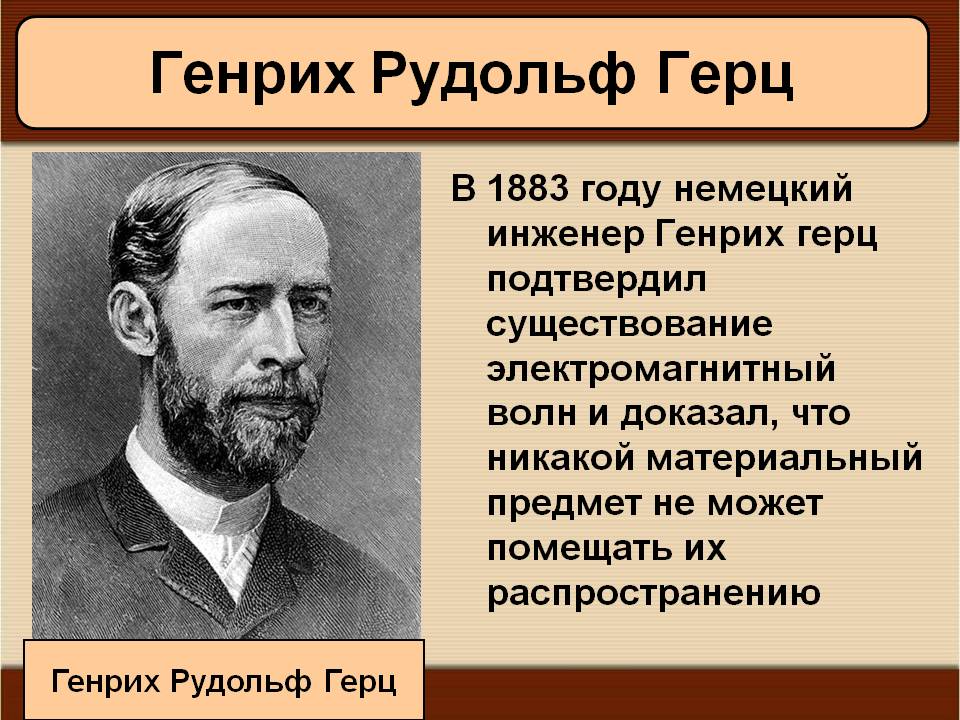 Генрих Рудольф Герц
В 1883 году немецкий
инженер Генрих герц
подтвердил
существование
электромагнитный
волн и доказал, что
никакой материальный
предмет не может
помещать их
распространению
Генрих Рудольф Герц